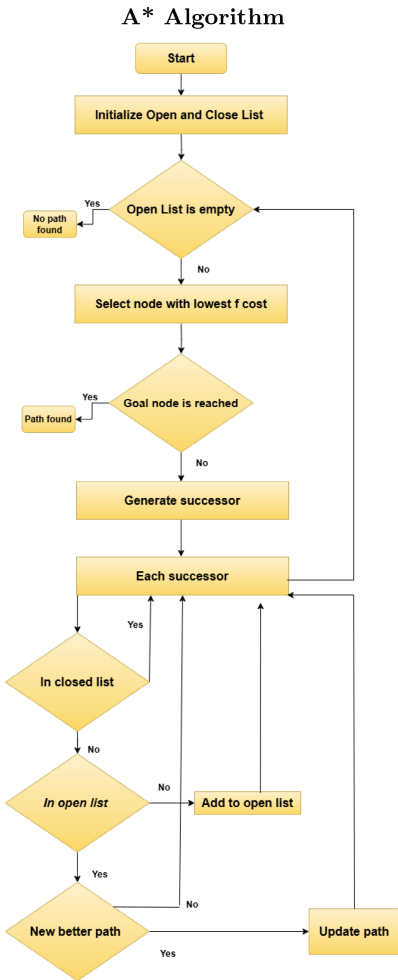 A* Algorithm
Start
Initialize Open and Close List
Open List is empty
Yes
No path
found
No
Select node with lowest f cost
Goal node is reached
Yes
Path found
No
Generate successor
Each successor
Yes
In closed list
No
In open list
No
Add to open list
Yes
No
New better path
Yes
Update path